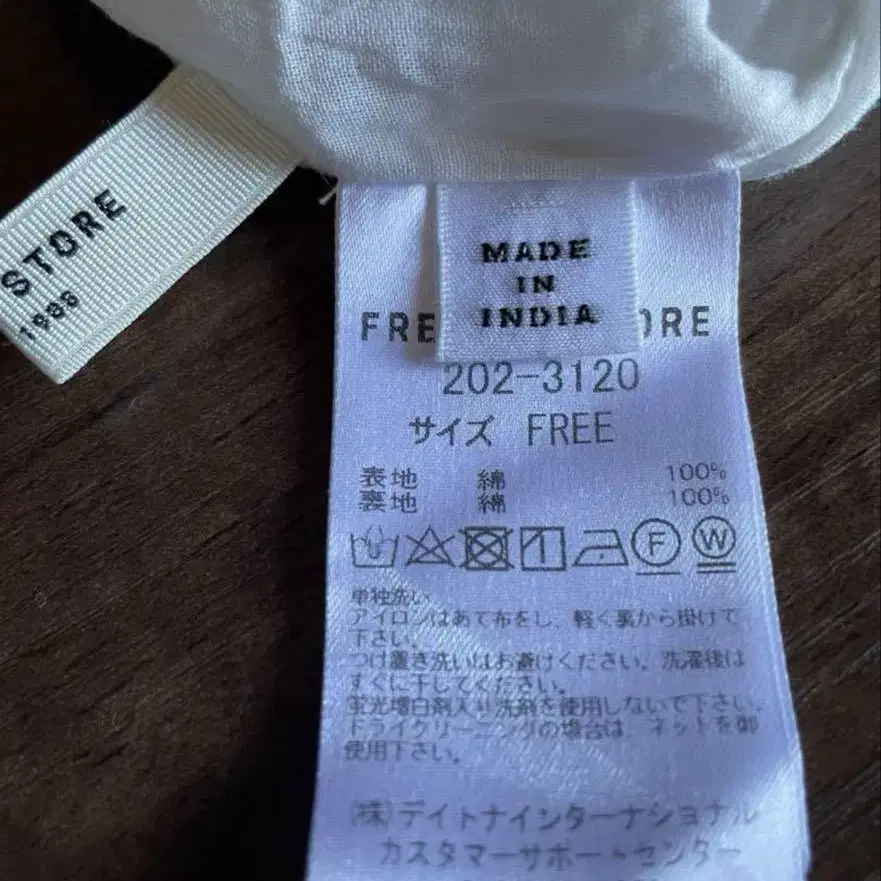 STORE
1988
MADE
IN
INDIA
FRE ORE
202-3120
サイズ FREE
表地 綿 100%
裏地 綿 100%
F W
単独洗い
アイロンはあて布をし、軽く裏から掛けて
下さい。
つけ置き洗いはお避けください。洗濯後は
すぐに干してください。
蛍光増白剤入り洗剤を使用しないで下さい。
ドライクリーニングの場合は、ネットを御
使用下さい。
(株)デイトナインターナショナル
カスタマーサポートセンター